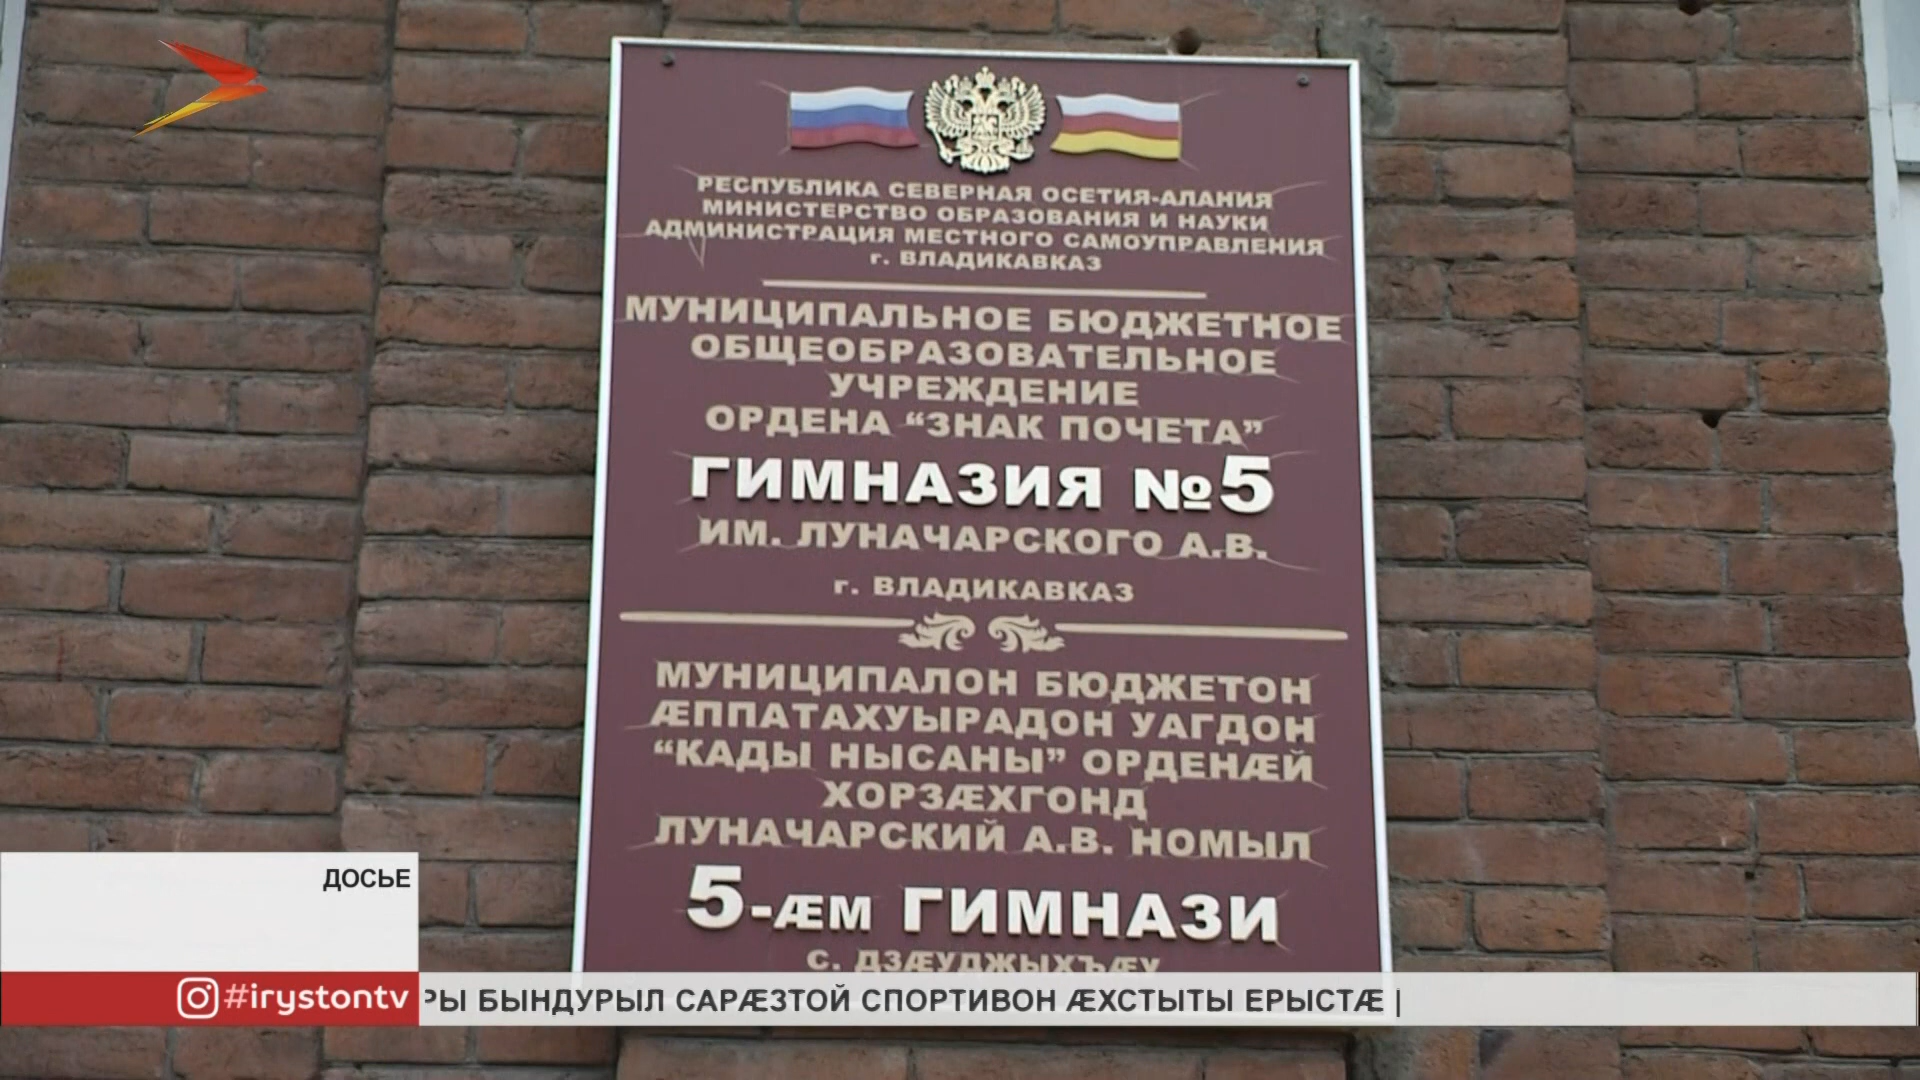 РЕСПУБЛИКА СЕВЕРНАЯ ОСЕТИЯ-АЛАНИЯ
МИНИСТЕРСТВО ОБРАЗОВАНИЯ И НАУКИ
АДМИНИСТРАЦИЯ МЕСТНОГО САМОУПРАВЛЕНИЯ
г. ВЛАДИКАВКАЗ
МУНИЦИПАЛЬНОЕ БЮДЖЕТНОЕ
ОБЩЕОБРАЗОВАТЕЛЬНОЕ
УЧРЕЖДЕНИЕ
ОРДЕНА “ЗНАК ПОЧЕТА”
ГИМНАЗИЯ №5
ИМ. ЛУНАЧАРСКОГО А.В.
г. ВЛАДИКАВКАЗ
МУНИЦИПАЛОН БЮДЖЕТОН
ÆППАТАХУЫРАДОН УАГДОН
“КАДЫ НЫСАНЫ” ОРДЕНÆЙ
ХОРЗÆХГОНД
ЛУНАЧАРСКИЙ А.В. НОМЫЛ
5-ÆМ ГИМНАЗИ
С. ДЗÆУДЖЫХЪÆУ
ДОСЬЕ
#irystontv
РЫ БЫНДУРЫЛ САРÆЗТОЙ СПОРТИВОН ÆХСТЫТЫ ЕРЫСТÆ |